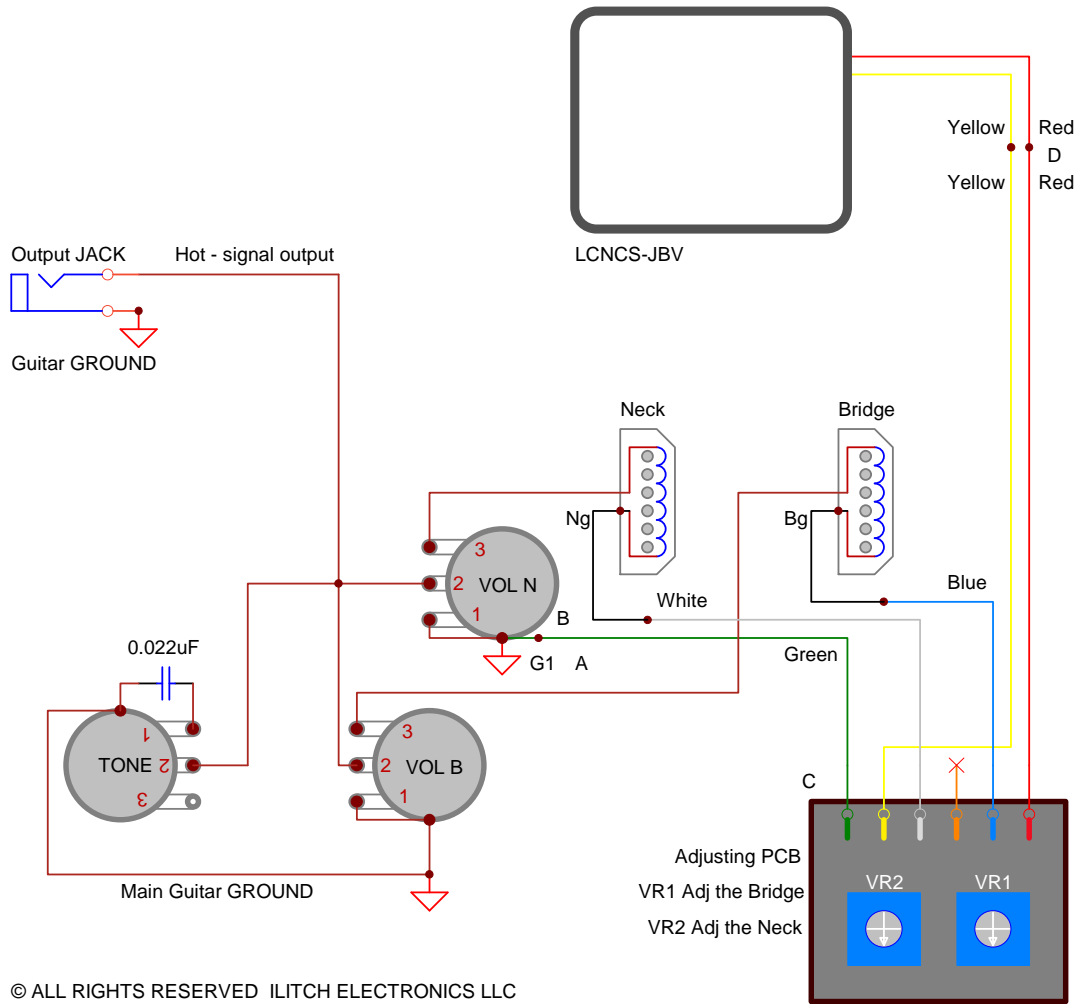 Yellow Red
D
Yellow Red
LCNCS-JBV
Output JACK Hot - signal output
Guitar GROUND
Neck Bridge
Ng Bg
3
2 VOL N
1
Blue
White
B
G1 A
Green
0.022uF
1
TONE 2
3
3
2 VOL B
1
C
Main Guitar GROUND
Adjusting PCB
VR1 Adj the Bridge
VR2 Adj the Neck
VR2 VR1
© ALL RIGHTS RESERVED ILITCH ELECTRONICS LLC